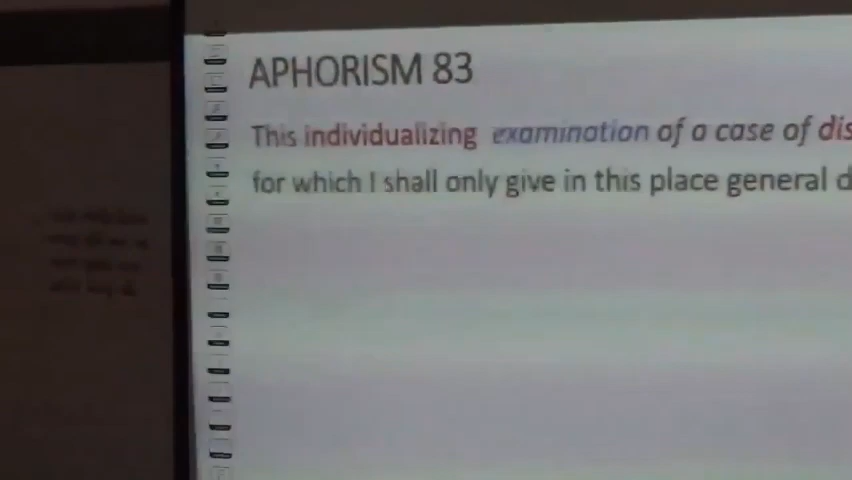 APHORISM 83
This individualizing examination of a case of dis
for which I shall only give in this place general d